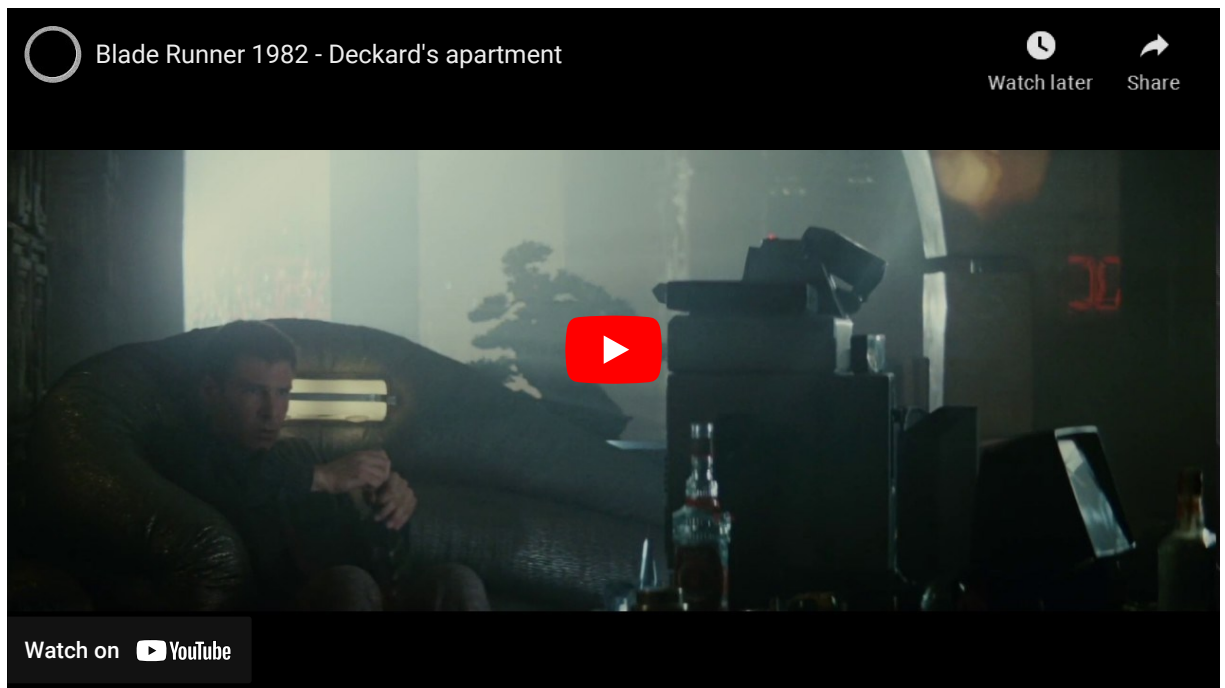 Blade Runner 1982 - Deckard's apartment
Watch later
Share
Watch on YouTube